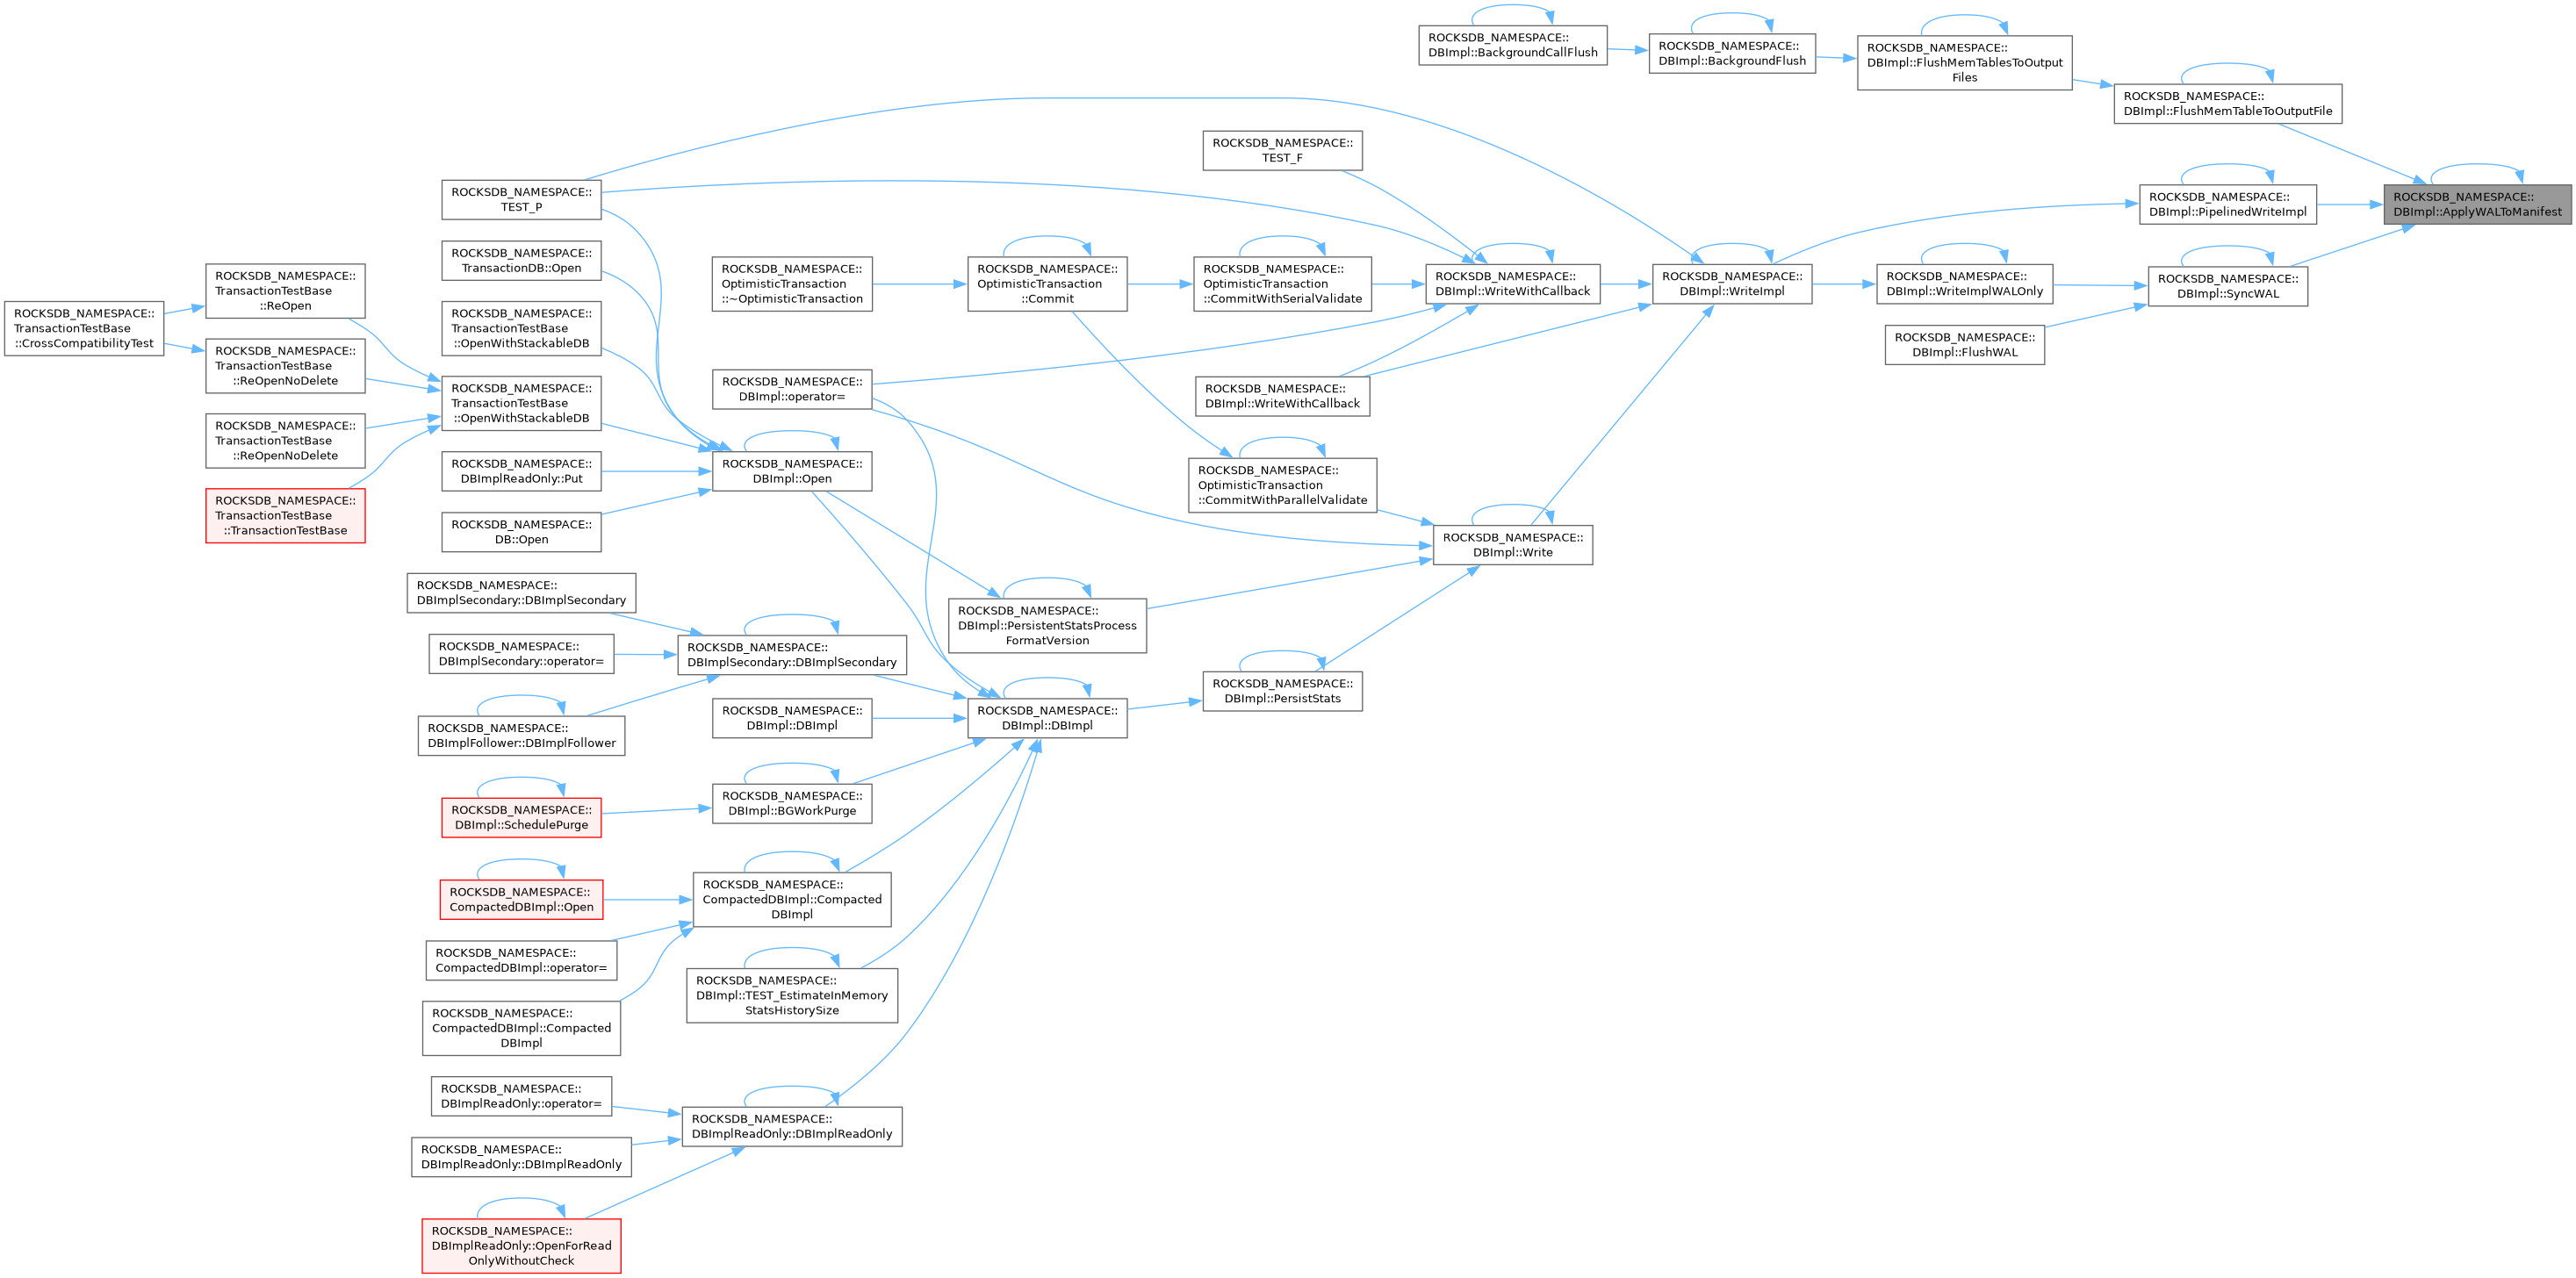 ROCKSDB_NAMESPACE::
DBImpl::BackgroundCallFlush
ROCKSDB_NAMESPACE::
DBImpl::BackgroundFlush
ROCKSDB_NAMESPACE::
DBImpl::FlushMemTablesToOutput
Files
ROCKSDB_NAMESPACE::
DBImpl::FlushMemTableToOutputFile
ROCKSDB_NAMESPACE::
TEST_F
ROCKSDB_NAMESPACE::
TEST_P
ROCKSDB_NAMESPACE::
DBImpl::PipelinedWriteImpl
ROCKSDB_NAMESPACE::
DBImpl::ApplyWALToManifest
ROCKSDB_NAMESPACE::
TransactionDB::Open
ROCKSDB_NAMESPACE::
OptimisticTransaction
::~OptimisticTransaction
ROCKSDB_NAMESPACE::
OptimisticTransaction
::Commit
ROCKSDB_NAMESPACE::
OptimisticTransaction
::CommitWithSerialValidate
ROCKSDB_NAMESPACE::
DBImpl::WriteWithCallback
ROCKSDB_NAMESPACE::
DBImpl::WriteImpl
ROCKSDB_NAMESPACE::
DBImpl::WriteImplWALOnly
ROCKSDB_NAMESPACE::
DBImpl::SyncWAL
ROCKSDB_NAMESPACE::
TransactionTestBase
::ReOpen
ROCKSDB_NAMESPACE::
TransactionTestBase
::CrossCompatibilityTest
ROCKSDB_NAMESPACE::
TransactionTestBase
::OpenWithStackableDB
ROCKSDB_NAMESPACE::
DBImpl::FlushWAL
ROCKSDB_NAMESPACE::
TransactionTestBase
::ReOpenNoDelete
ROCKSDB_NAMESPACE::
TransactionTestBase
::OpenWithStackableDB
ROCKSDB_NAMESPACE::
DBImpl::operator=
ROCKSDB_NAMESPACE::
DBImpl::WriteWithCallback
ROCKSDB_NAMESPACE::
TransactionTestBase
::ReOpenNoDelete
ROCKSDB_NAMESPACE::
DBImplReadOnly::Put
ROCKSDB_NAMESPACE::
DBImpl::Open
ROCKSDB_NAMESPACE::
OptimisticTransaction
::CommitWithParallelValidate
ROCKSDB_NAMESPACE::
TransactionTestBase
::TransactionTestBase
ROCKSDB_NAMESPACE::
DB::Open
ROCKSDB_NAMESPACE::
DBImpl::Write
ROCKSDB_NAMESPACE::
DBImplSecondary::DBImplSecondary
ROCKSDB_NAMESPACE::
DBImpl::PersistentStatsProcess
FormatVersion
ROCKSDB_NAMESPACE::
DBImplSecondary::operator=
ROCKSDB_NAMESPACE::
DBImplSecondary::DBImplSecondary
ROCKSDB_NAMESPACE::
DBImpl::PersistStats
ROCKSDB_NAMESPACE::
DBImplFollower::DBImplFollower
ROCKSDB_NAMESPACE::
DBImpl::DBImpl
ROCKSDB_NAMESPACE::
DBImpl::DBImpl
ROCKSDB_NAMESPACE::
DBImpl::SchedulePurge
ROCKSDB_NAMESPACE::
DBImpl::BGWorkPurge
ROCKSDB_NAMESPACE::
CompactedDBImpl::Open
ROCKSDB_NAMESPACE::
CompactedDBImpl::Compacted
DBImpl
ROCKSDB_NAMESPACE::
CompactedDBImpl::operator=
ROCKSDB_NAMESPACE::
DBImpl::TEST_EstimateInMemory
StatsHistorySize
ROCKSDB_NAMESPACE::
CompactedDBImpl::Compacted
DBImpl
ROCKSDB_NAMESPACE::
DBImplReadOnly::operator=
ROCKSDB_NAMESPACE::
DBImplReadOnly::DBImplReadOnly
ROCKSDB_NAMESPACE::
DBImplReadOnly::DBImplReadOnly
ROCKSDB_NAMESPACE::
DBImplReadOnly::OpenForRead
OnlyWithoutCheck